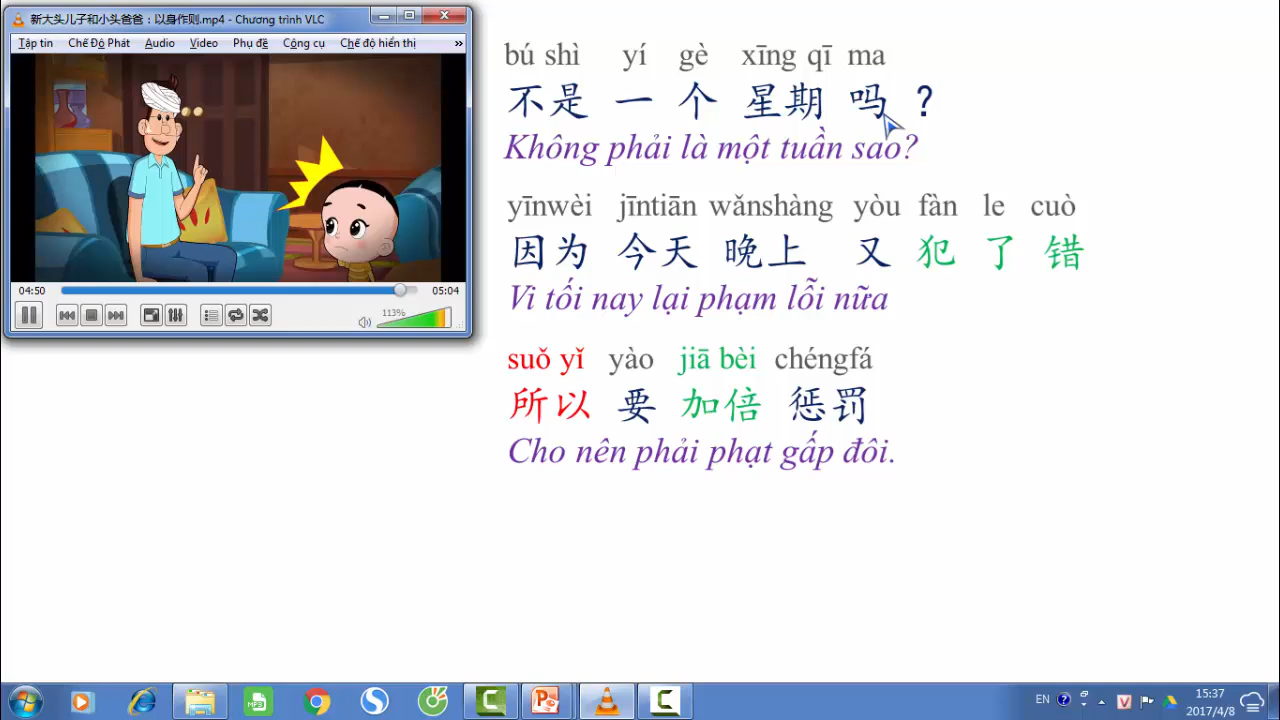 新大头儿子和小头爸爸：以身作则.mp4 - Chương trình VLC
Tập tin Chế Độ Phát Audio Video Phụ đề Công cụ Chế độ hiển thị »
04:50 05:04
113%
bú shì yí gè xīng qī ma
不是 一 个 星期 吗 ？
Không phải là một tuần sao?
yīnwèi jīntiān wǎnshàng yòu fàn le cuò
因为 今天 晚上 又 犯 了 错
Vì tối nay lại phạm lỗi nữa
suǒ yǐ yào jiā bèi chéngfá
所以 要 加倍 惩罚
Cho nên phải phạt gấp đôi.
MP3
EN
15:37
2017/4/8